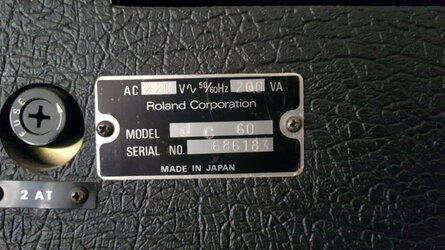 AC 220 V∿ 50/60Hz 200 VA
Roland Corporation
MODEL JC 60
SERIAL NO. 686183
MADE IN JAPAN
FUSE
2 AT